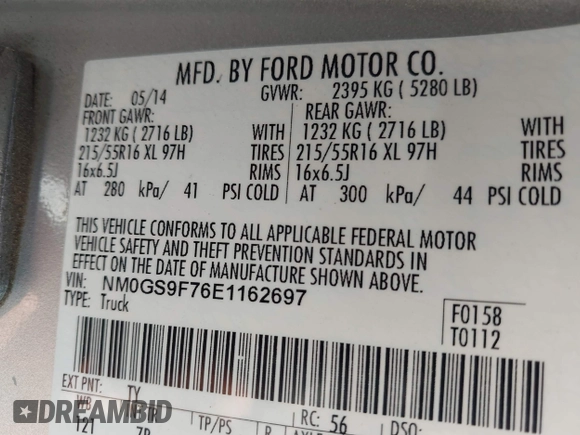 MFD. BY FORD MOTOR CO.
DATE: 05/14 GVWR: 2395 KG ( 5280 LB)
FRONT GAWR: REAR GAWR:
1232 KG ( 2716 LB) WITH 1232 KG ( 2716 LB) WITH
215/55R16 XL 97H TIRES 215/55R16 XL 97H TIRES
16x6.5J RIMS 16x6.5J RIMS
AT 280 kPa/ 41 PSI COLD AT 300 kPa/ 44 PSI COLD
THIS VEHICLE CONFORMS TO ALL APPLICABLE FEDERAL MOTOR
VEHICLE SAFETY AND THEFT PREVENTION STANDARDS IN
EFFECT ON THE DATE OF MANUFACTURE SHOWN ABOVE.
VIN: NM0GS9F76E1162697
TYPE: Truck
F0158
T0112
EXT PNT: TY RC: 56 DSO:
WB TP/PS R
121
DREAMBID